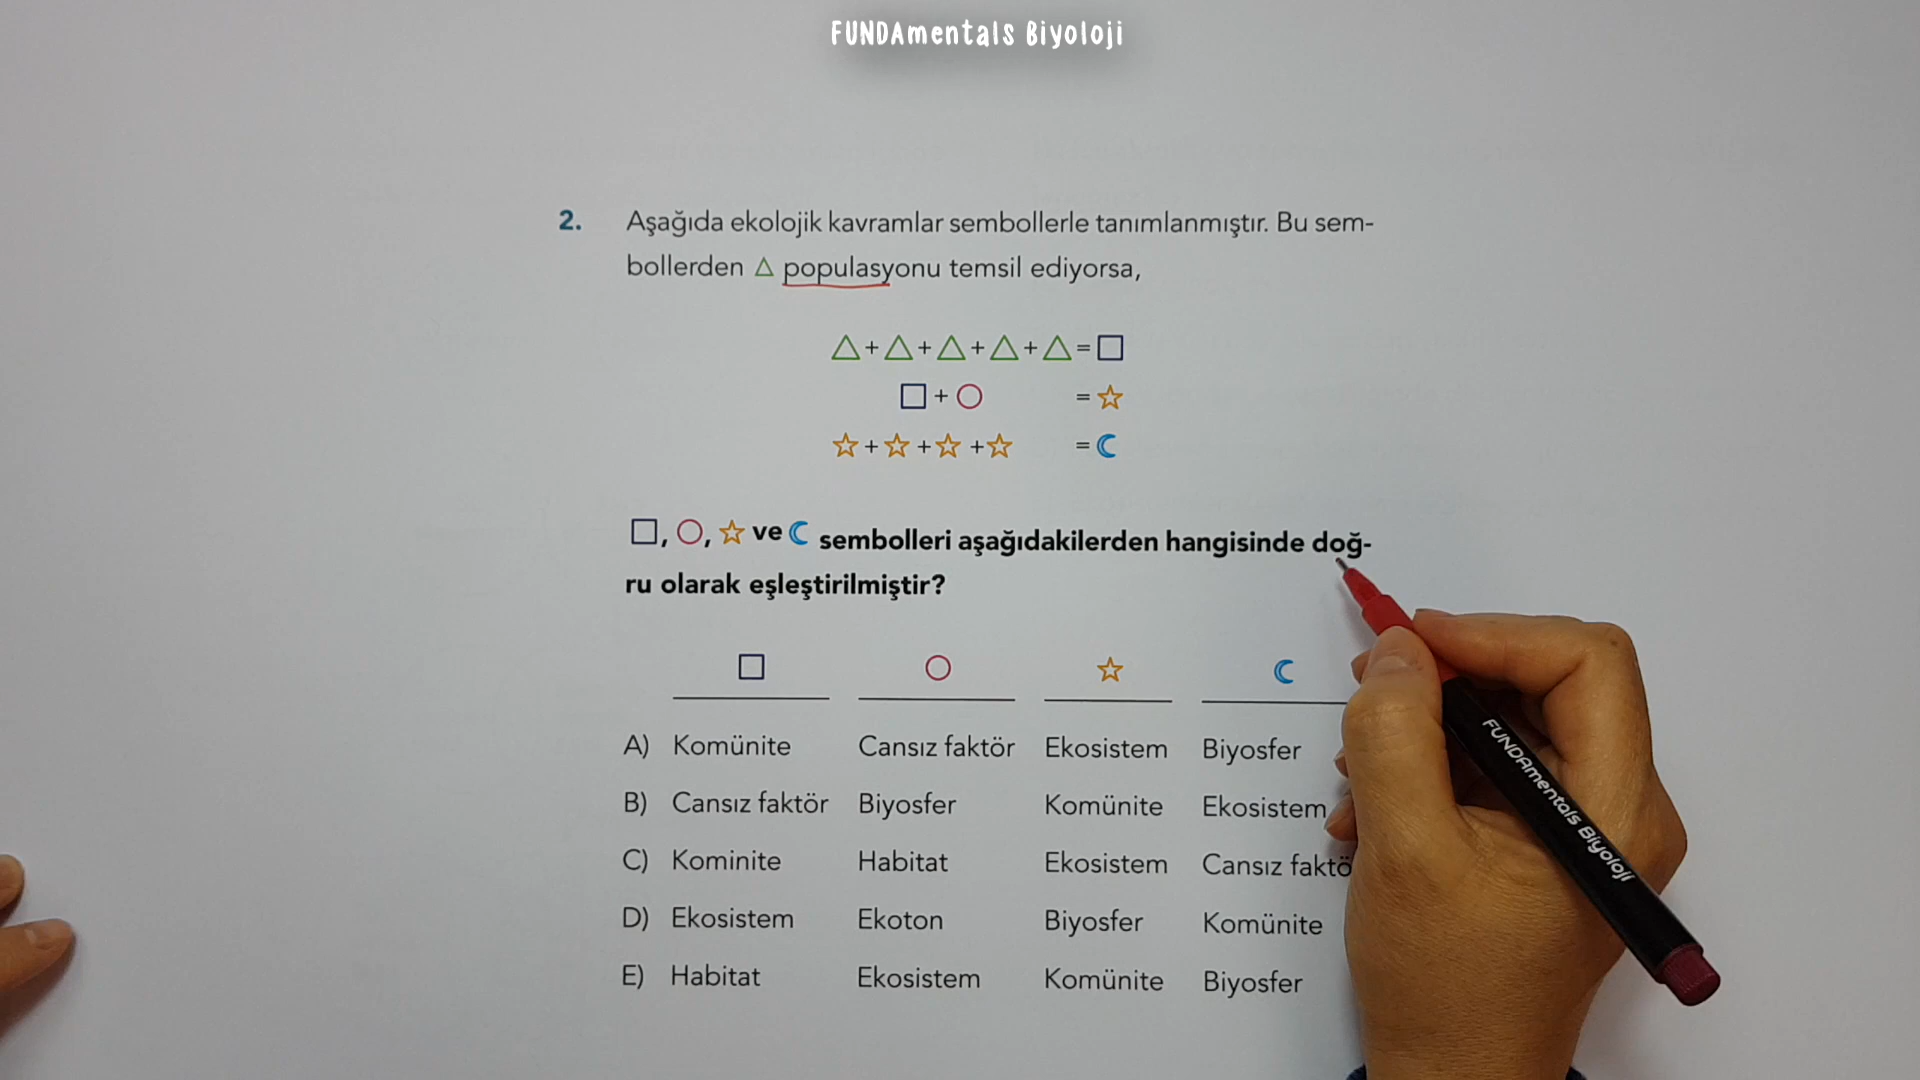 FUNDAmentals Biyoloji
2. Aşağıda ekolojik kavramlar sembollerle tanımlanmıştır. Bu sem-
bollerden △ populasyonu temsil ediyorsa,
△ + △ + △ + △ + △ = □
□ + ○ = ☆
☆ + ☆ + ☆ + ☆ = ☾
□, ○, ☆ ve ☾ sembolleri aşağıdakilerden hangisinde doğ-
ru olarak eşleştirilmiştir?
□ ○ ☆ ☾
A) Komünite Cansız faktör Ekosistem Biyosfer
B) Cansız faktör Biyosfer Komünite Ekosistem
C) Kominite Habitat Ekosistem Cansız faktö
D) Ekosistem Ekoton Biyosfer Komünite
E) Habitat Ekosistem Komünite Biyosfer
FUNDAmentals Biyoloji